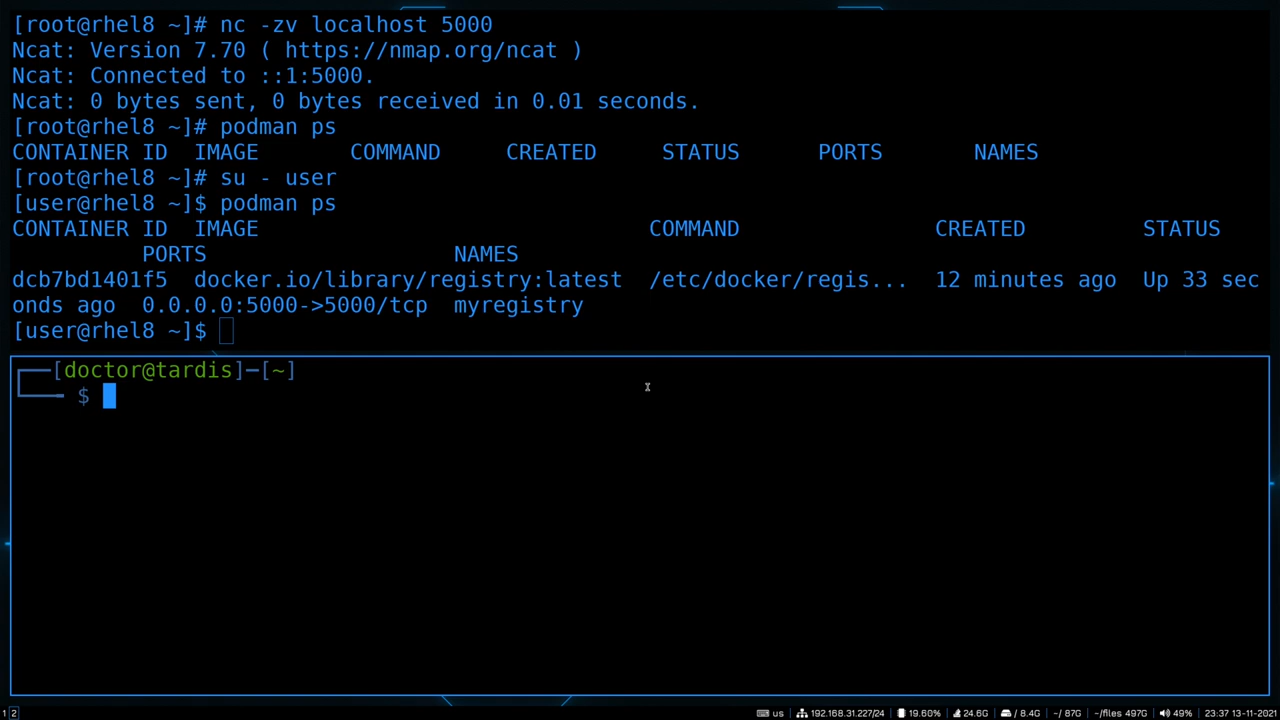 [root@rhel8 ~]# nc -zv localhost 5000
Ncat: Version 7.70 ( https://nmap.org/ncat )
Ncat: Connected to ::1:5000.
Ncat: 0 bytes sent, 0 bytes received in 0.01 seconds.
[root@rhel8 ~]# podman ps
CONTAINER ID  IMAGE       COMMAND     CREATED     STATUS      PORTS       NAMES
[root@rhel8 ~]# su - user
[user@rhel8 ~]$ podman ps
CONTAINER ID  IMAGE                              COMMAND               CREATED         STATUS
          PORTS                   NAMES
dcb7bd1401f5  docker.io/library/registry:latest  /etc/docker/regis...  12 minutes ago  Up 33 sec
onds ago  0.0.0.0:5000->5000/tcp  myregistry
[user@rhel8 ~]$
┌──[doctor@tardis]─[~]
└── $
1 2 us 192.168.31.227/24 19.60% 24.6G / 8.4G ~/ 87G ~/files 497G 49% 23:37 13-11-2021